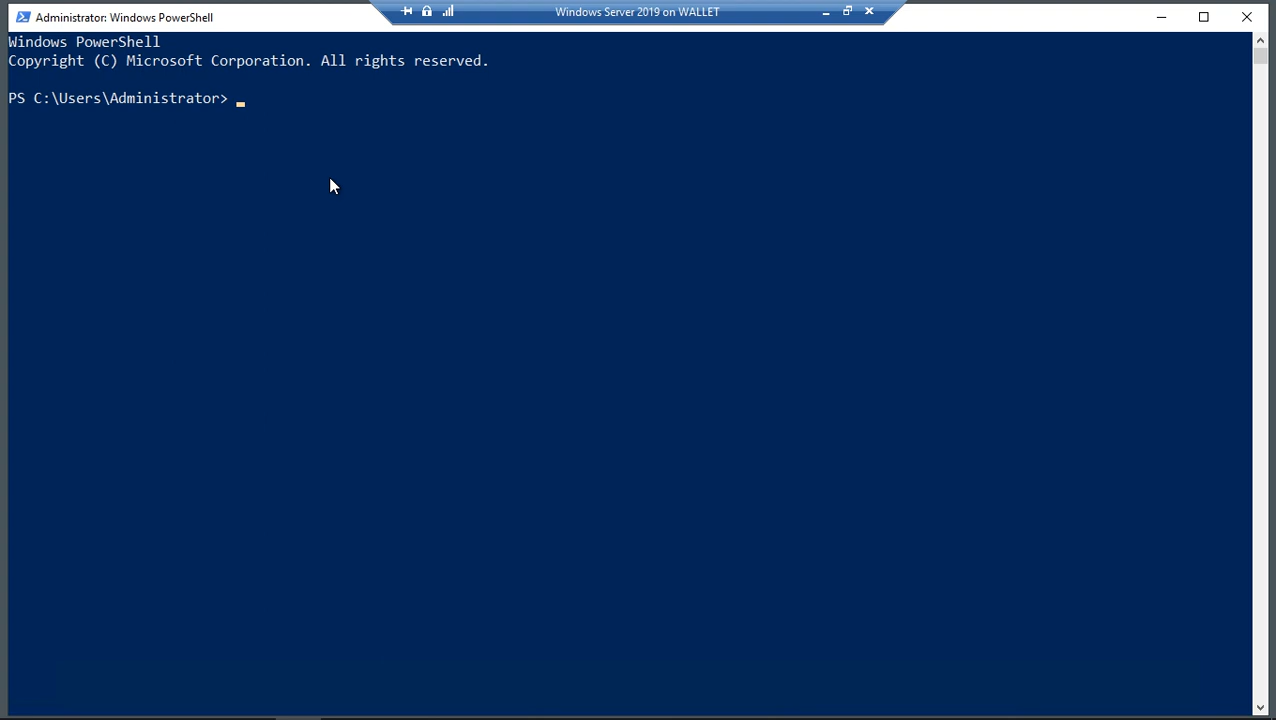 Administrator: Windows PowerShell
Windows Server 2019 on WALLET
Windows PowerShell
Copyright (C) Microsoft Corporation. All rights reserved.
PS C:\Users\Administrator>